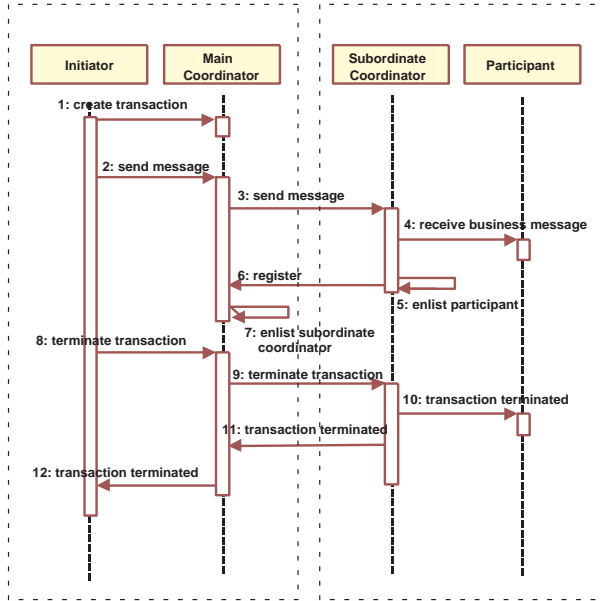 Initiator
Main
Coordinator
Subordinate
Coordinator
Participant
1: create transaction
2: send message
3: send message
4: receive business message
6: register
5: enlist participant
7: enlist subordinate
coordinator
8: terminate transaction
9: terminate transaction
10: transaction terminated
11: transaction terminated
12: transaction terminated